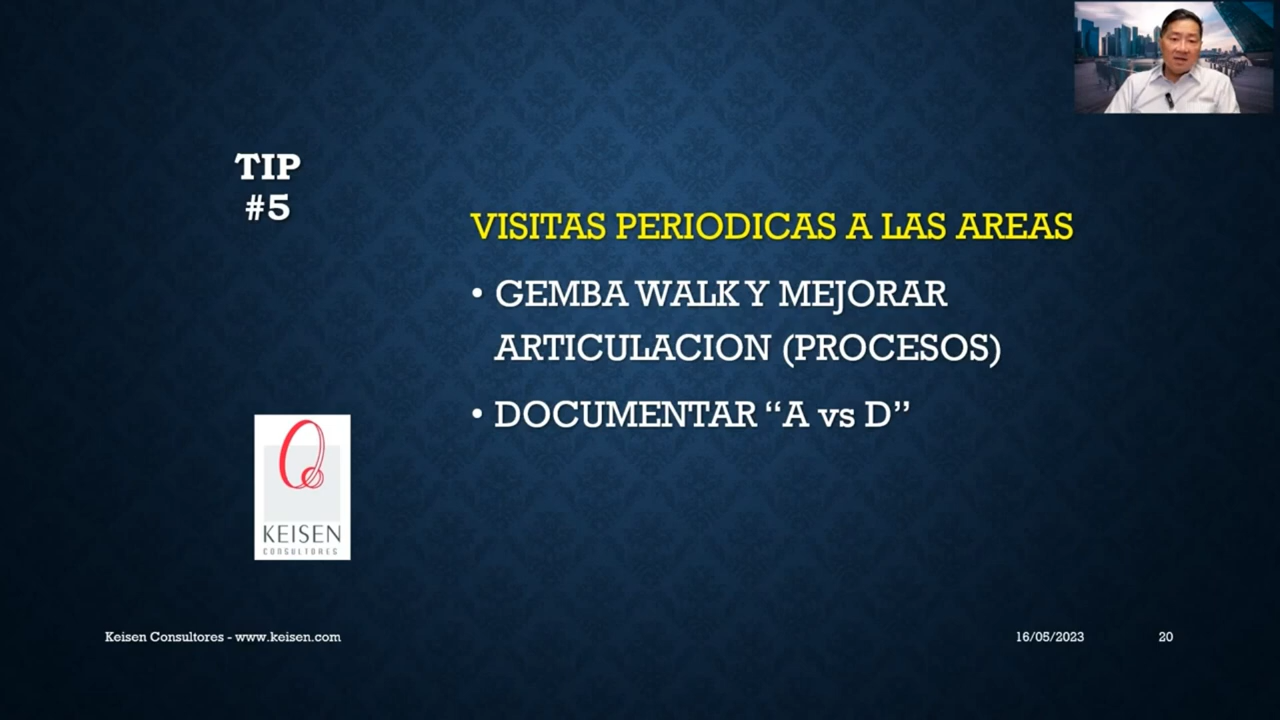 TIP
#5
VISITAS PERIODICAS A LAS AREAS
• GEMBA WALK Y MEJORAR
ARTICULACION (PROCESOS)
• DOCUMENTAR “A vs D”
KEISEN
CONSULTORES
Keisen Consultores - www.keisen.com
16/05/2023
20